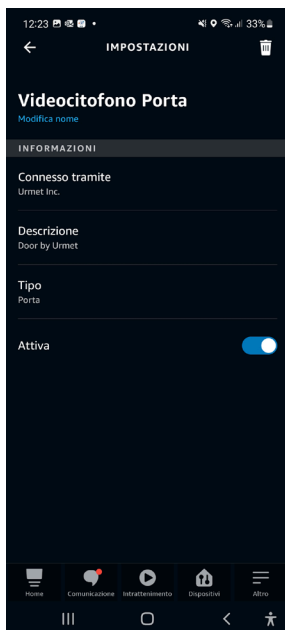 12:23
33%
IMPOSTAZIONI
Videocitofono Porta
Modifica nome
INFORMAZIONI
Connesso tramite
Urmet Inc.
Descrizione
Door by Urmet
Tipo
Porta
Attiva
Home Comunicazione Intrattenimento Dispositivi Altro